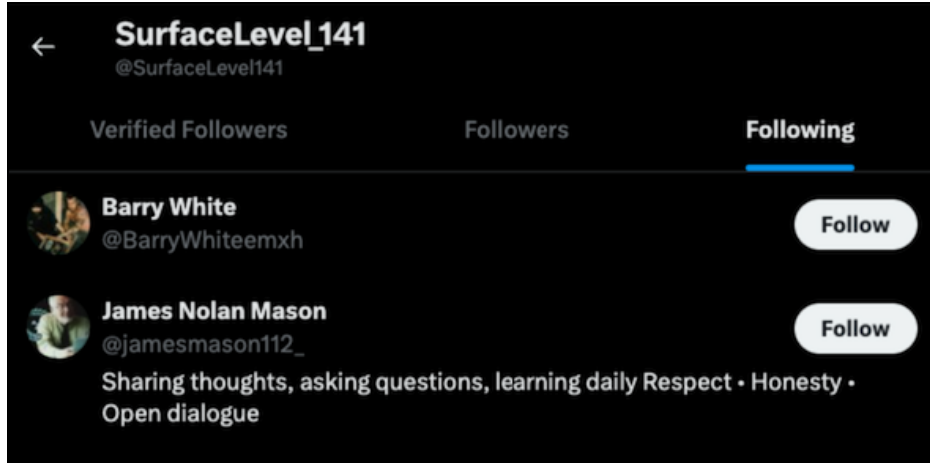 SurfaceLevel_141
@SurfaceLevel141
Verified Followers Followers Following
Barry White
@BarryWhiteemxh
Follow
James Nolan Mason
@jamesmason112_
Follow
Sharing thoughts, asking questions, learning daily Respect • Honesty •
Open dialogue